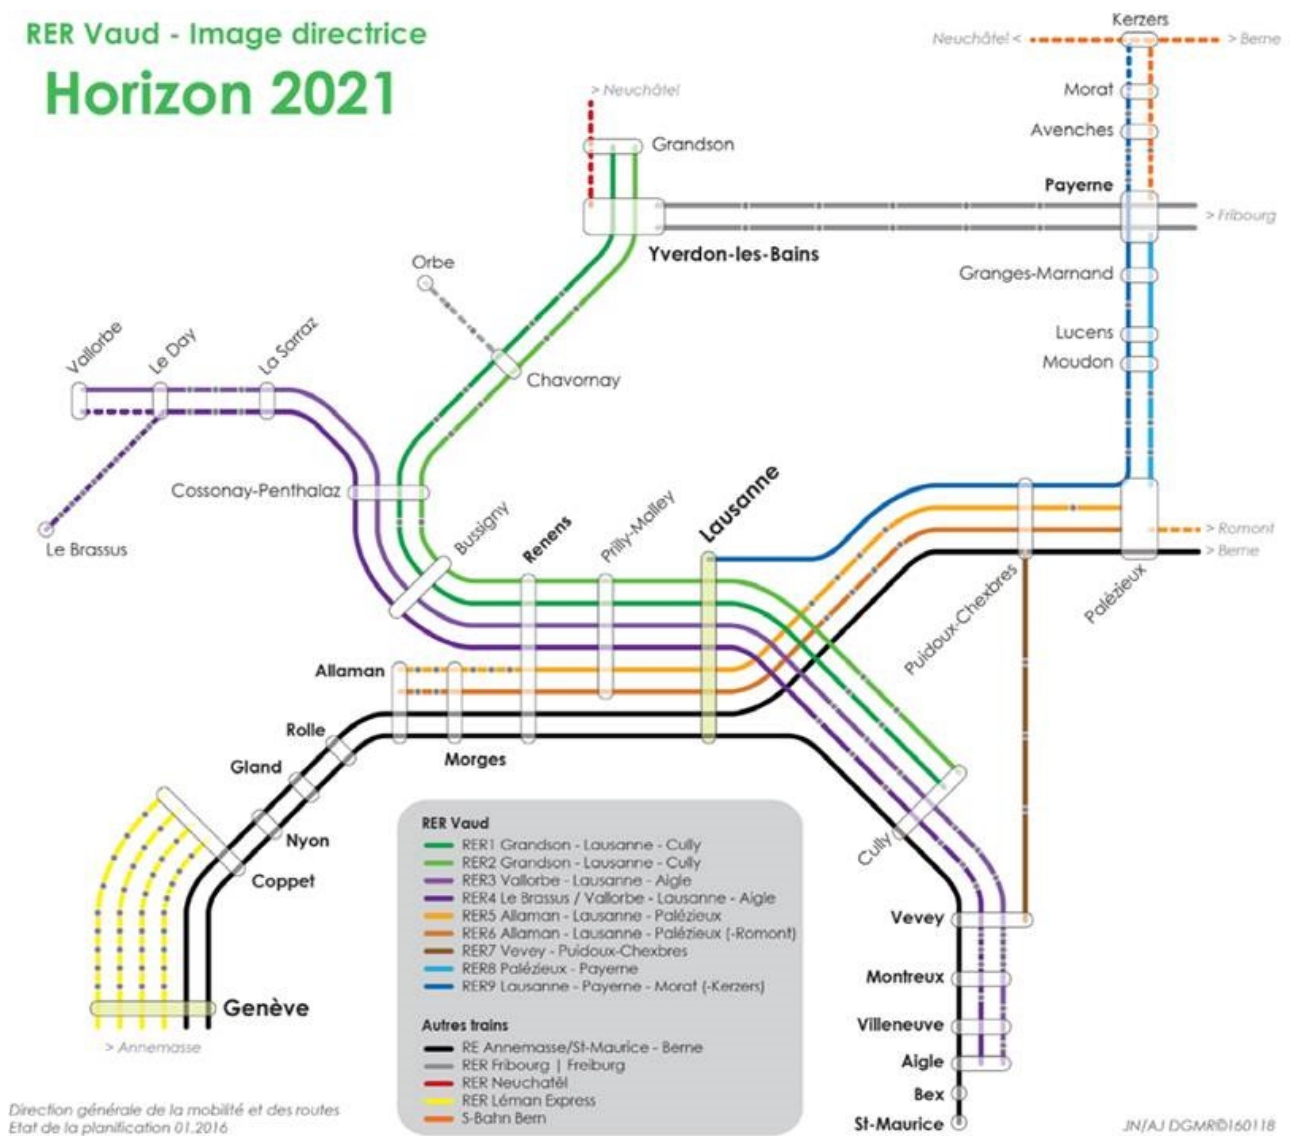 RER Vaud - Image directrice
Horizon 2021
Kerzers
Neuchâtel <
> Berne
Morat
Avenches
Payerne
> Fribourg
> Neuchâtel
Grandson
Yverdon-les-Bains
Granges-Marnand
Lucens
Moudon
Orbe
Chavornay
Vallorbe
Le Day
La Sarraz
Cossonay-Penthalaz
Le Brassus
Bussigny
Renens
Prilly-Malley
Lausanne
> Romont
> Berne
Puidoux-Chexbres
Palézieux
Allaman
Rolle
Morges
Gland
Nyon
Coppet
Genève
> Annemasse
Cully
Vevey
Montreux
Villeneuve
Aigle
Bex
St-Maurice
RER Vaud
RER1 Grandson - Lausanne - Cully
RER2 Grandson - Lausanne - Cully
RER3 Vallorbe - Lausanne - Aigle
RER4 Le Brassus / Vallorbe - Lausanne - Aigle
RER5 Allaman - Lausanne - Palézieux
RER6 Allaman - Lausanne - Palézieux (-Romont)
RER7 Vevey - Puidoux-Chexbres
RER8 Palézieux - Payerne
RER9 Lausanne - Payerne - Morat (-Kerzers)
Autres trains
RE Annemasse/St-Maurice - Berne
RER Fribourg | Freiburg
RER Neuchatêl
RER Léman Express
S-Bahn Bern
Direction générale de la mobilité et des routes
Etat de la planification 01.2016
JN/AJ DGMR©160118